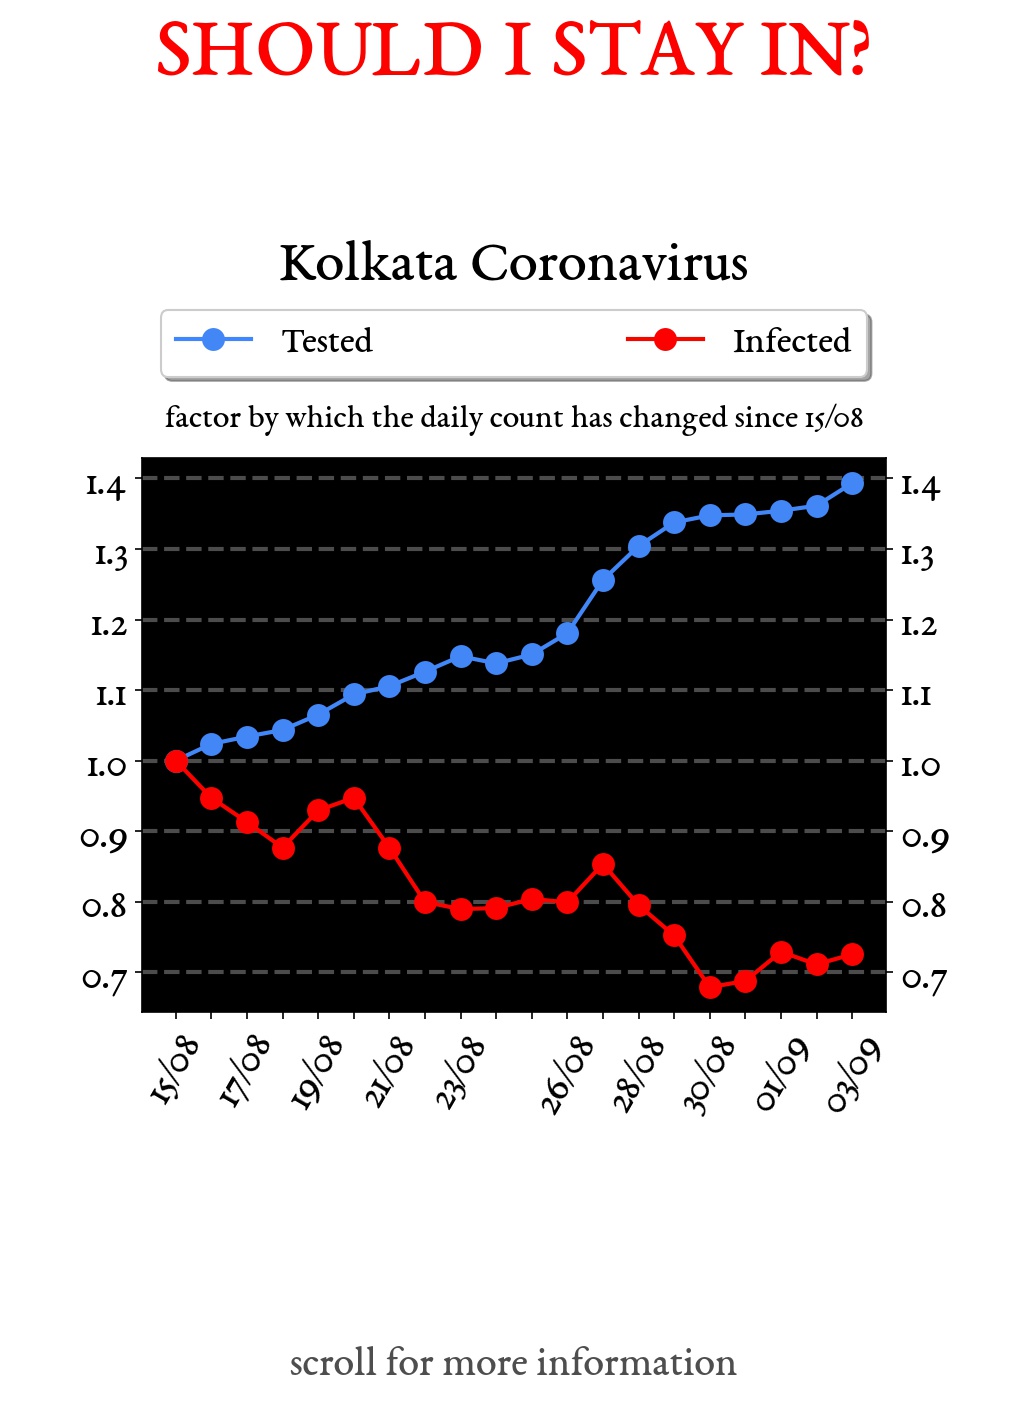 SHOULD I STAY IN?
Kolkata Coronavirus
Tested Infected
factor by which the daily count has changed since 15/08
1.4 1.4
1.3 1.3
1.2 1.2
1.1 1.1
1.0 1.0
0.9 0.9
0.8 0.8
0.7 0.7
15/08 17/08 19/08 21/08 23/08 26/08 28/08 30/08 01/09 03/09
scroll for more information